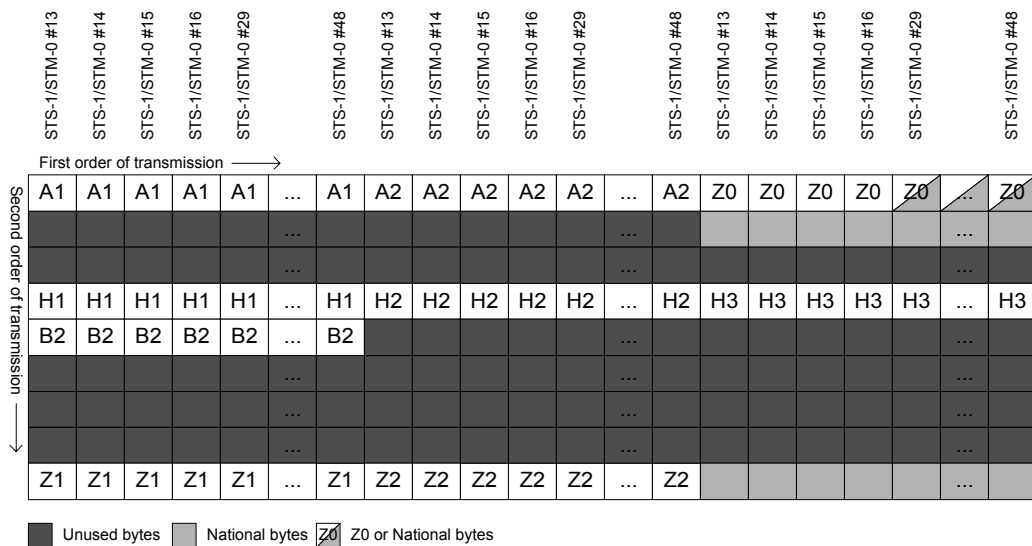 STS-1/STM-0 #13 STS-1/STM-0 #14 STS-1/STM-0 #15 STS-1/STM-0 #16 STS-1/STM-0 #29 STS-1/STM-0 #48 STS-1/STM-0 #13 STS-1/STM-0 #14 STS-1/STM-0 #15 STS-1/STM-0 #16 STS-1/STM-0 #29 STS-1/STM-0 #48 STS-1/STM-0 #13 STS-1/STM-0 #14 STS-1/STM-0 #15 STS-1/STM-0 #16 STS-1/STM-0 #29 STS-1/STM-0 #48
First order of transmission
Second order of transmission
A1 A1 A1 A1 A1 ... A1 A2 A2 A2 A2 A2 ... A2 Z0 Z0 Z0 Z0 Z0 ... Z0
... ... ...
... ... ...
H1 H1 H1 H1 H1 ... H1 H2 H2 H2 H2 H2 ... H2 H3 H3 H3 H3 H3 ... H3
B2 B2 B2 B2 B2 ... B2 ... ...
... ... ...
... ... ...
... ... ...
Z1 Z1 Z1 Z1 Z1 ... Z1 Z2 Z2 Z2 Z2 Z2 ... Z2 ...
Unused bytes National bytes Z0 Z0 or National bytes